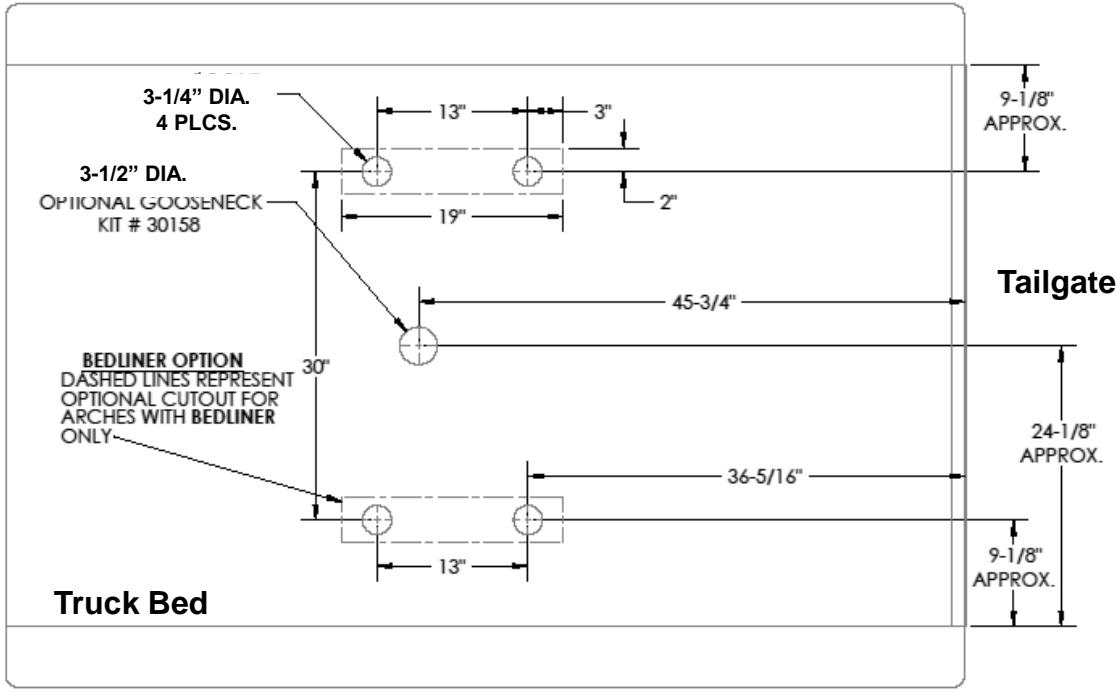 3-1/4” DIA.
4 PLCS.
3-1/2” DIA.
OPTIONAL GOOSENECK
KIT # 30158
13"
3"
9-1/8"
APPROX.
2"
19"
45-3/4"
Tailgate
30"
BEDLINER OPTION
DASHED LINES REPRESENT
OPTIONAL CUTOUT FOR
ARCHES WITH BEDLINER
ONLY
24-1/8"
APPROX.
36-5/16"
13"
9-1/8"
APPROX.
Truck Bed